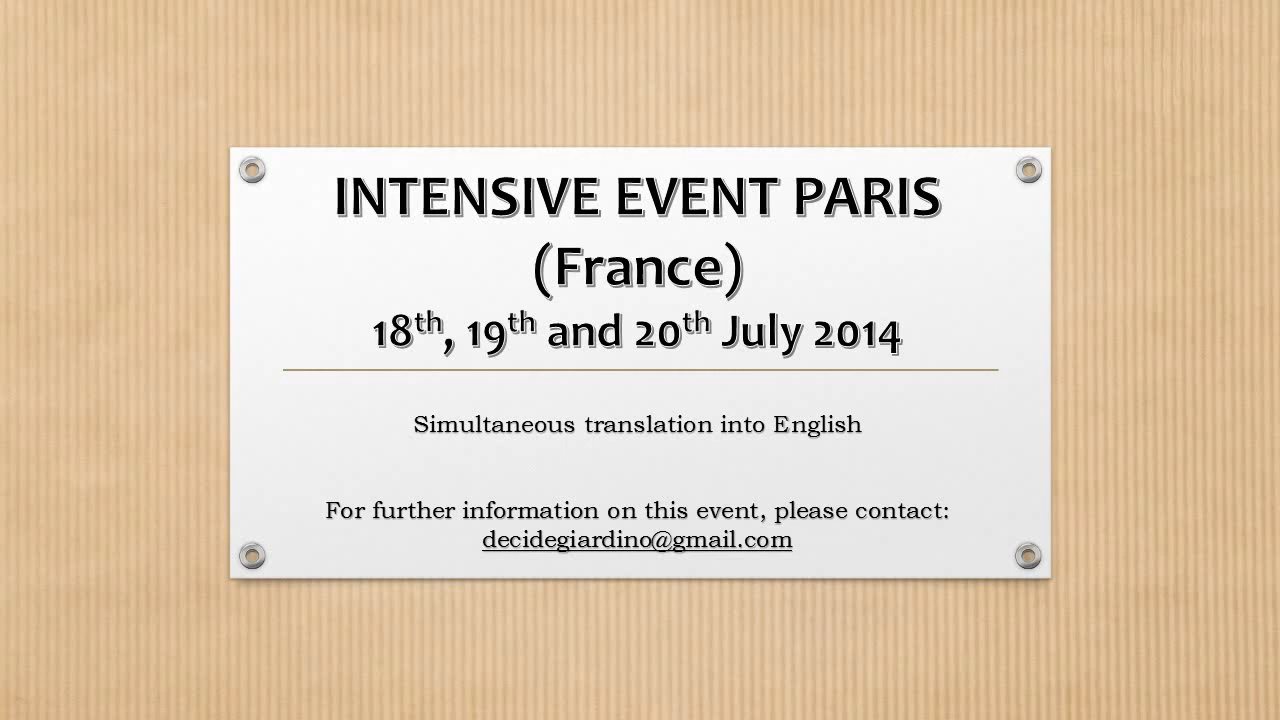 INTENSIVE EVENT PARIS
(France)
18th, 19th and 20th July 2014
Simultaneous translation into English
For further information on this event, please contact:
decidegiardino@gmail.com